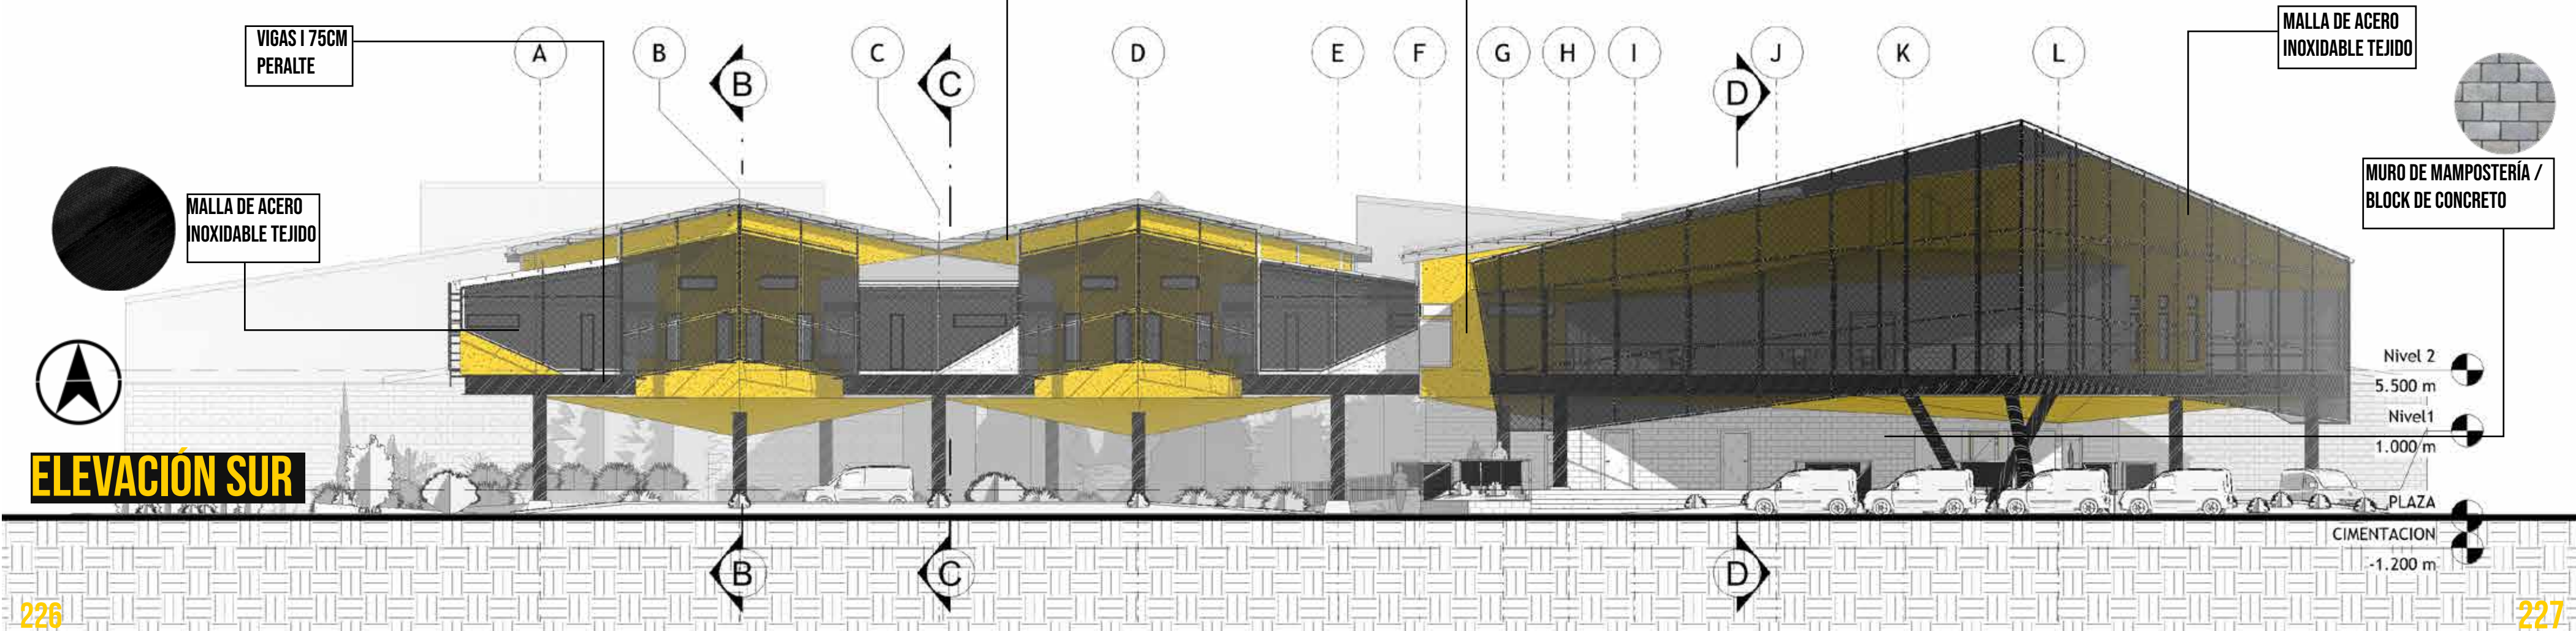 VIGAS I 75CM
PERALTE
MALLA DE ACERO
INOXIDABLE TEJIDO
A
B
C
D
E
F
G
H
I
J
K
L
B
C
D
MALLA DE ACERO
INOXIDABLE TEJIDO
MURO DE MAMPOSTERÍA /
BLOCK DE CONCRETO
Nivel 2
5.500 m
Nivel1
1.000 m
PLAZA
CIMENTACION
-1.200 m
ELEVACIÓN SUR
B
C
D
226
227